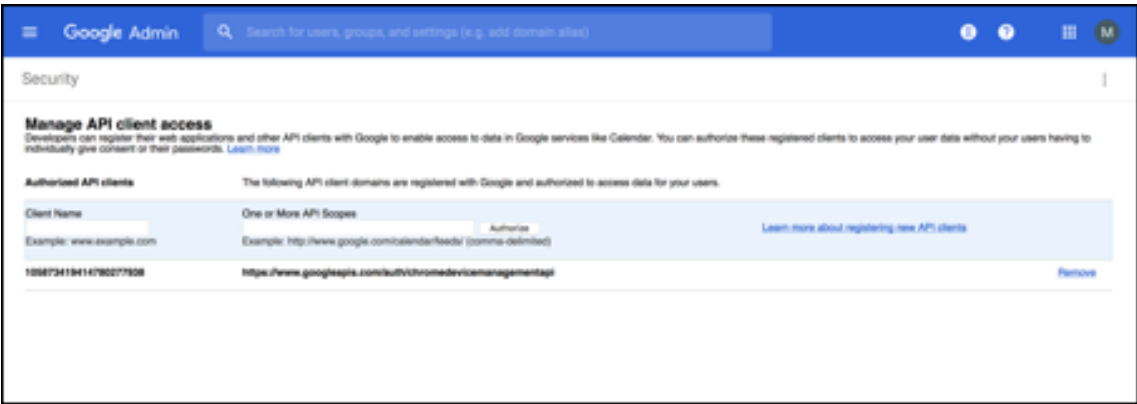 Google Admin
Search for users, groups, and settings (e.g. add domain alias)
M
Security
Manage API client access
Developers can register their web applications and other API clients with Google to enable access to data in Google services like Calendar. You can authorize these registered clients to access your user data without your users having to
individually give consent or their passwords. Learn more
Authorized API clients The following API client domains are registered with Google and authorized to access data for your users.
Client Name One or More API Scopes
Authorize Learn more about registering new API clients
Example: www.example.com Example: http://www.google.com/calendar/feeds/ (comma-delimited)
https://www.googleapis.com/auth/chromedevicemanagementapi Remove